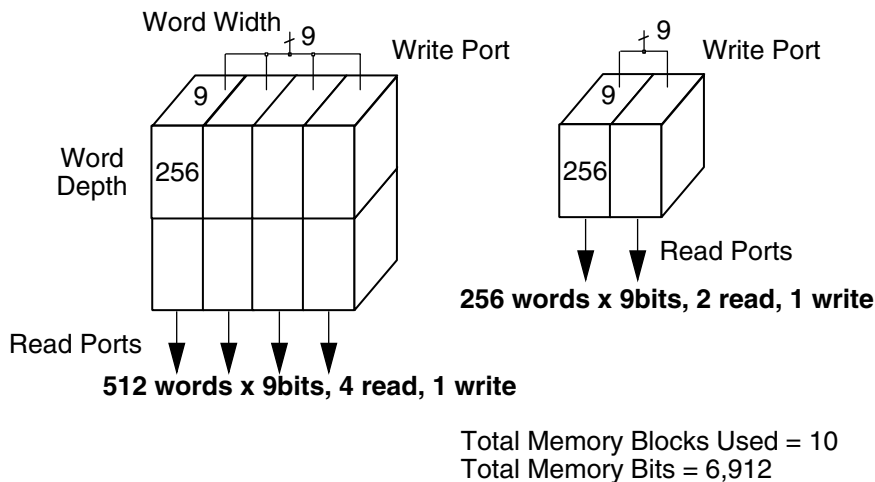 Word Width
9
Write Port
9
Word
Depth
256
Read Ports
512 words x 9bits, 4 read, 1 write
9
Write Port
9
256
Read Ports
256 words x 9bits, 2 read, 1 write
Total Memory Blocks Used = 10
Total Memory Bits = 6,912